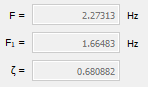 F = 2.27313 Hz
F₁ = 1.66483 Hz
ζ = 0.680882